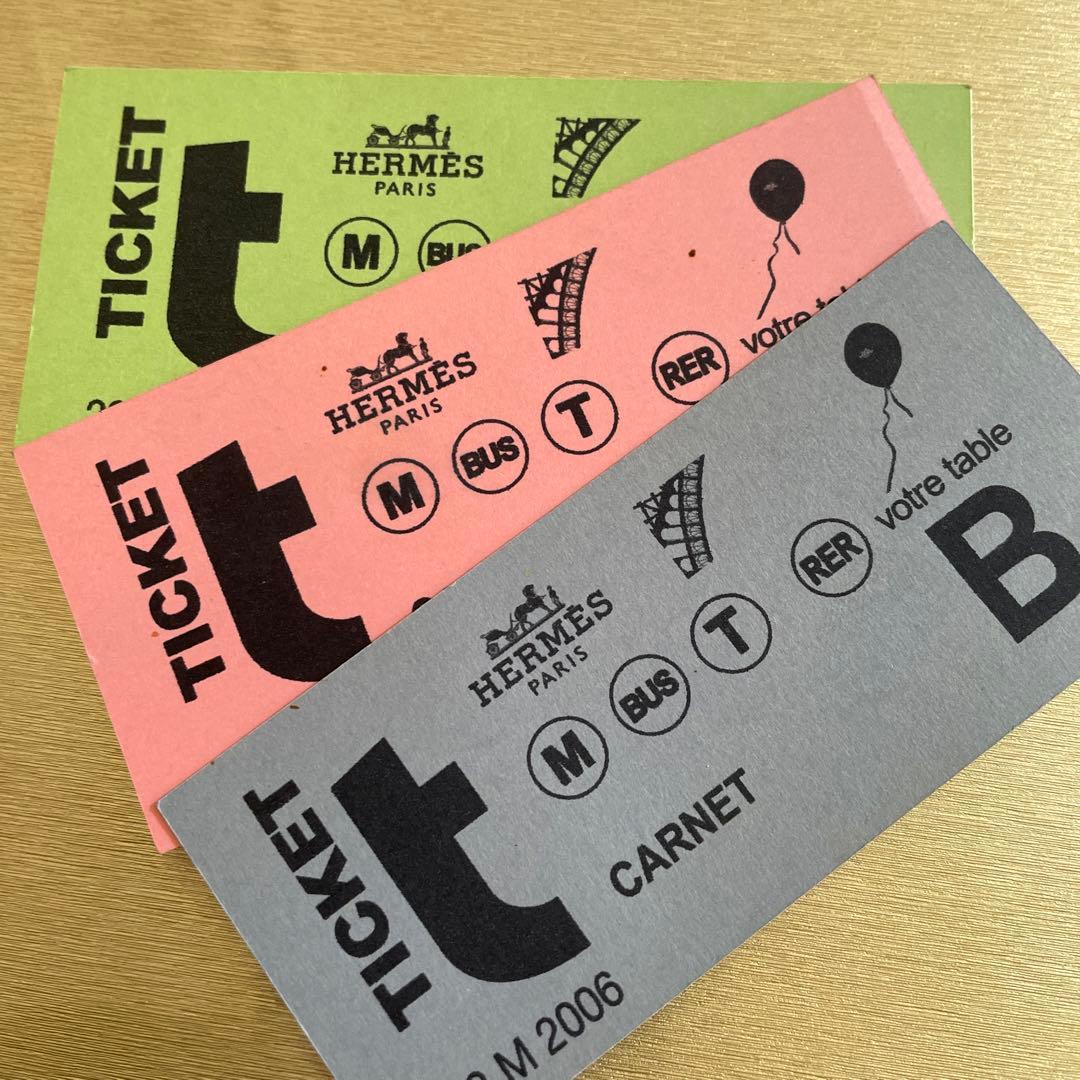 TICKET
t
HERMÈS
PARIS
M
BUS
TICKET
t
HERMÈS
PARIS
M
BUS
T
RER
votre
TICKET
t
HERMÈS
PARIS
M
BUS
T
RER
votre table
B
CARNET
M 2006